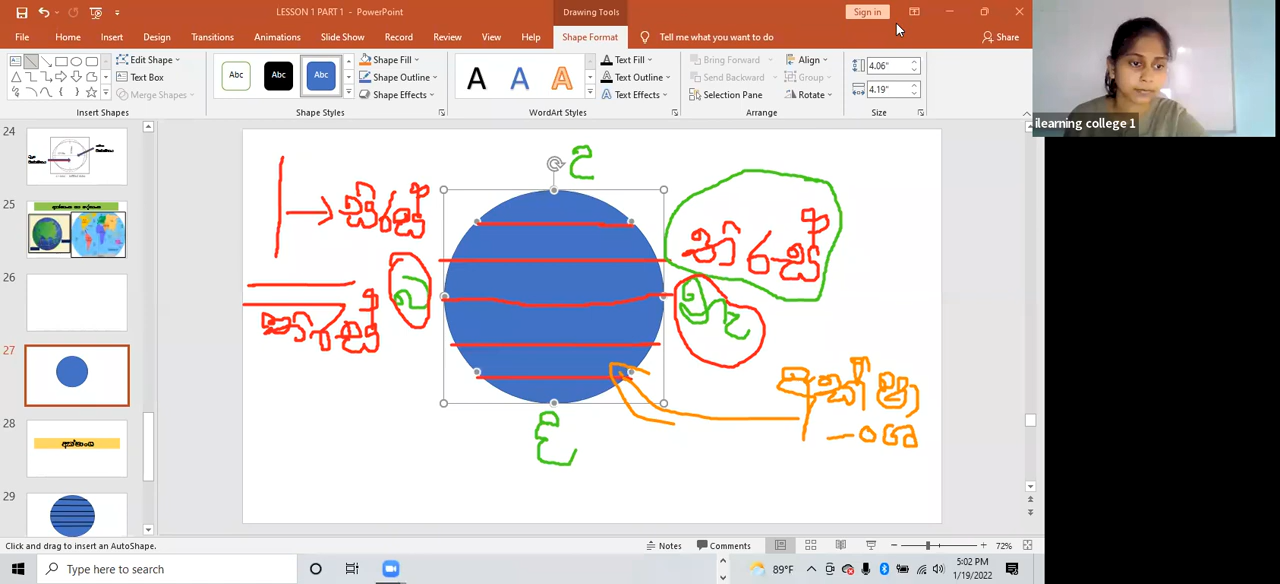 LESSON 1 PART 1 - PowerPoint
Drawing Tools
Sign in
File Home Insert Design Transitions Animations Slide Show Record Review View Help Shape Format Tell me what you want to do Share
Edit Shape
Text Box
Merge Shapes
Insert Shapes
Abc Abc Abc
Shape Fill
Shape Outline
Shape Effects
Shape Styles
A A A
Text Fill
Text Outline
Text Effects
WordArt Styles
Bring Forward
Send Backward
Selection Pane
Align
Group
Rotate
Arrange
4.06"
4.19"
Size
ilearning college 1
24
25
26
27
28
අක්ෂාංශ
29
උ
සිරස්
තිරස්
බ
නැ
තිරස්
ද
අක්ෂා
-ංශ
Click and drag to insert an AutoShape.
Notes Comments 72%
Type here to search
89°F
5:02 PM
1/19/2022